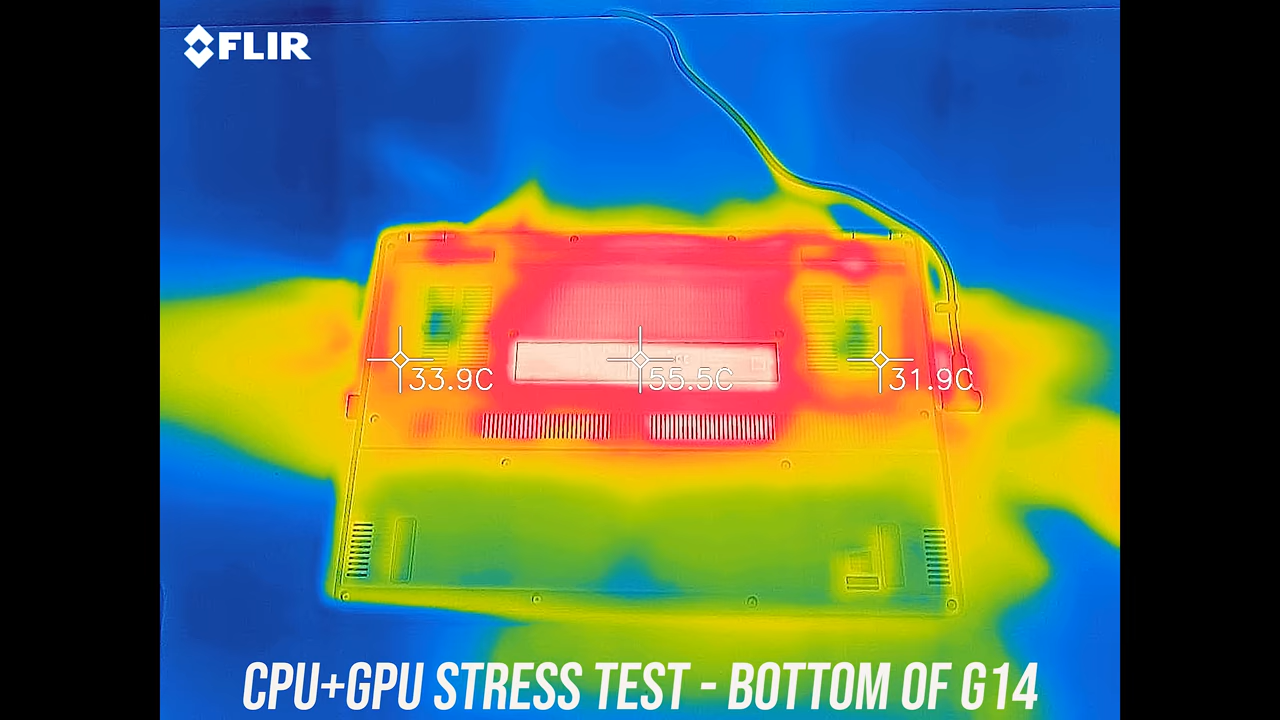 FLIR
33.9C
55.5C
31.9C
CPU+GPU STRESS TEST - BOTTOM OF G14